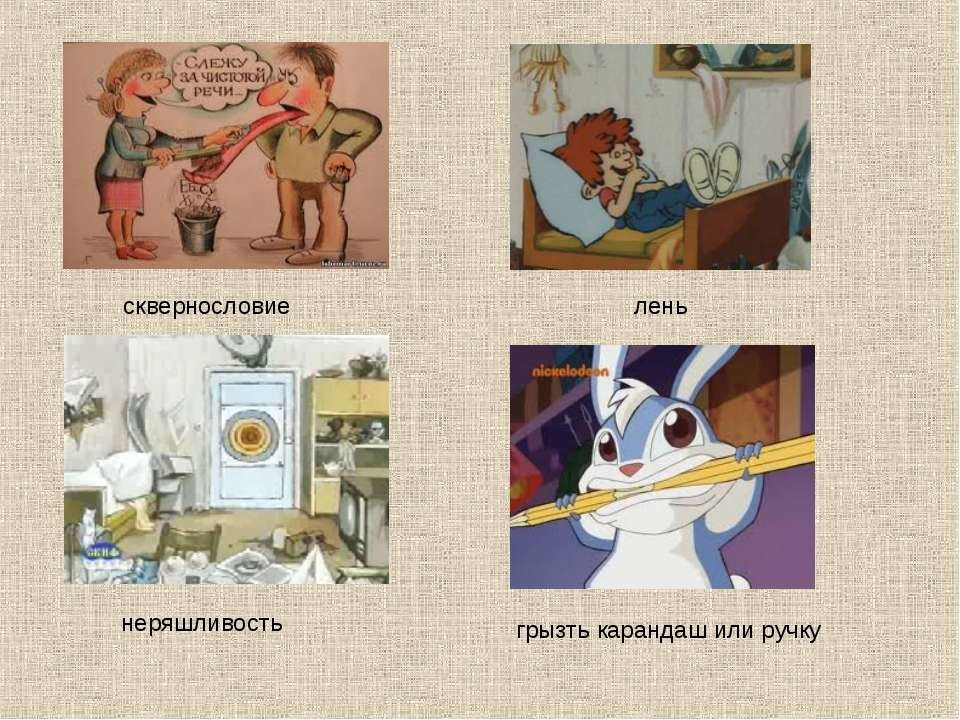 СЛЕЖУ
ЗА ЧИСТОТОЙ
РЕЧИ...
сквернословие
лень
nickelodeon
неряшливость
грызть карандаш или ручку